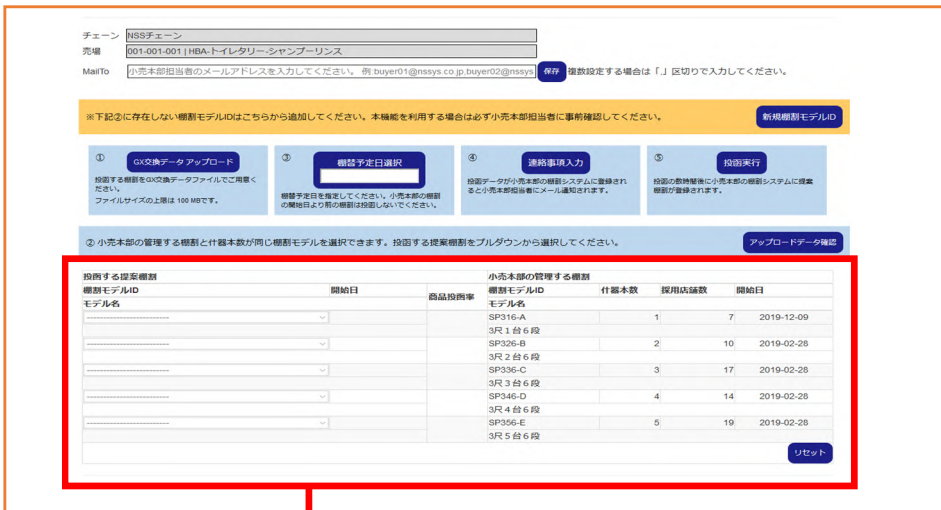 チェーン NSSチェーン
売場 001-001-001 | HBA-トイレタリー-シャンプーリンス
MailTo 小売本部担当者のメールアドレスを入力してください。 例:buyer01@nssys.co.jp,buyer02@nssys 保存 複数設定する場合は「,」区切りで入力してください。
※下記②に存在しない棚割モデルIDはこちらから追加してください。本機能を利用する場合は必ず小売本部担当者に事前確認してください。 新規棚割モデルID
① GX交換データ アップロード
投函する棚割をGX交換データファイルでご用意く
ださい。
ファイルサイズの上限は 100 MBです。
③ 棚替予定日選択
棚替予定日を指定してください。小売本部の棚割
の開始日より前の棚割は投函しないでください。
④ 連絡事項入力
投函データが小売本部の棚割システムに登録され
ると小売本部担当者にメール通知されます。
⑤ 投函実行
投函の数時間後に小売本部の棚割システムに提案
棚割が登録されます。
② 小売本部の管理する棚割と什器本数が同じ棚割モデルを選択できます。投函する提案棚割をプルダウンから選択してください。 アップロードデータ確認
投函する提案棚割 小売本部の管理する棚割
棚割モデルID 開始日 商品投函率 棚割モデルID 什器本数 採用店舗数 開始日
モデル名 モデル名
------------------------ SP316-A 1 7 2019-12-09
3尺1台6段
------------------------ SP326-B 2 10 2019-02-28
3尺2台6段
------------------------ SP336-C 3 17 2019-02-28
3尺3台6段
------------------------ SP346-D 4 14 2019-02-28
3尺4台6段
------------------------ SP356-E 5 19 2019-02-28
3尺5台6段
リセット